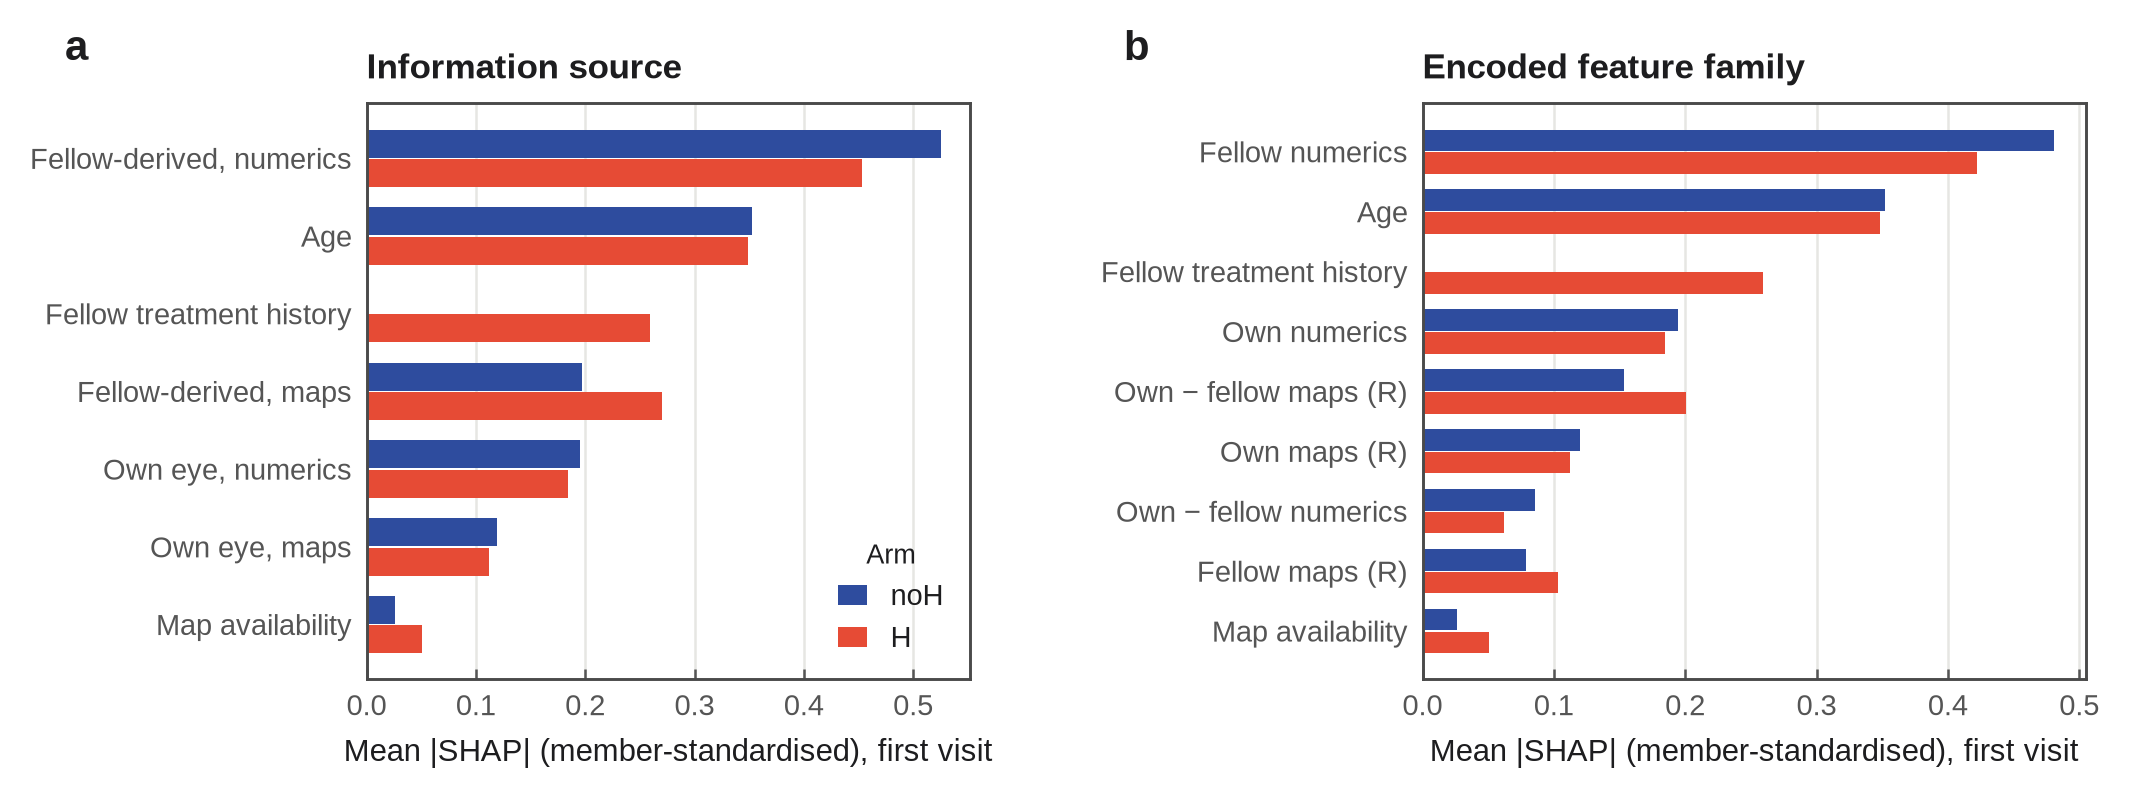 a
Information source
Fellow-derived, numerics
Age
Fellow treatment history
Fellow-derived, maps
Own eye, numerics
Own eye, maps
Map availability
Arm
noH
H
0.0 0.1 0.2 0.3 0.4 0.5
Mean |SHAP| (member-standardised), first visit
b
Encoded feature family
Fellow numerics
Age
Fellow treatment history
Own numerics
Own − fellow maps (R)
Own maps (R)
Own − fellow numerics
Fellow maps (R)
Map availability
0.0 0.1 0.2 0.3 0.4 0.5
Mean |SHAP| (member-standardised), first visit